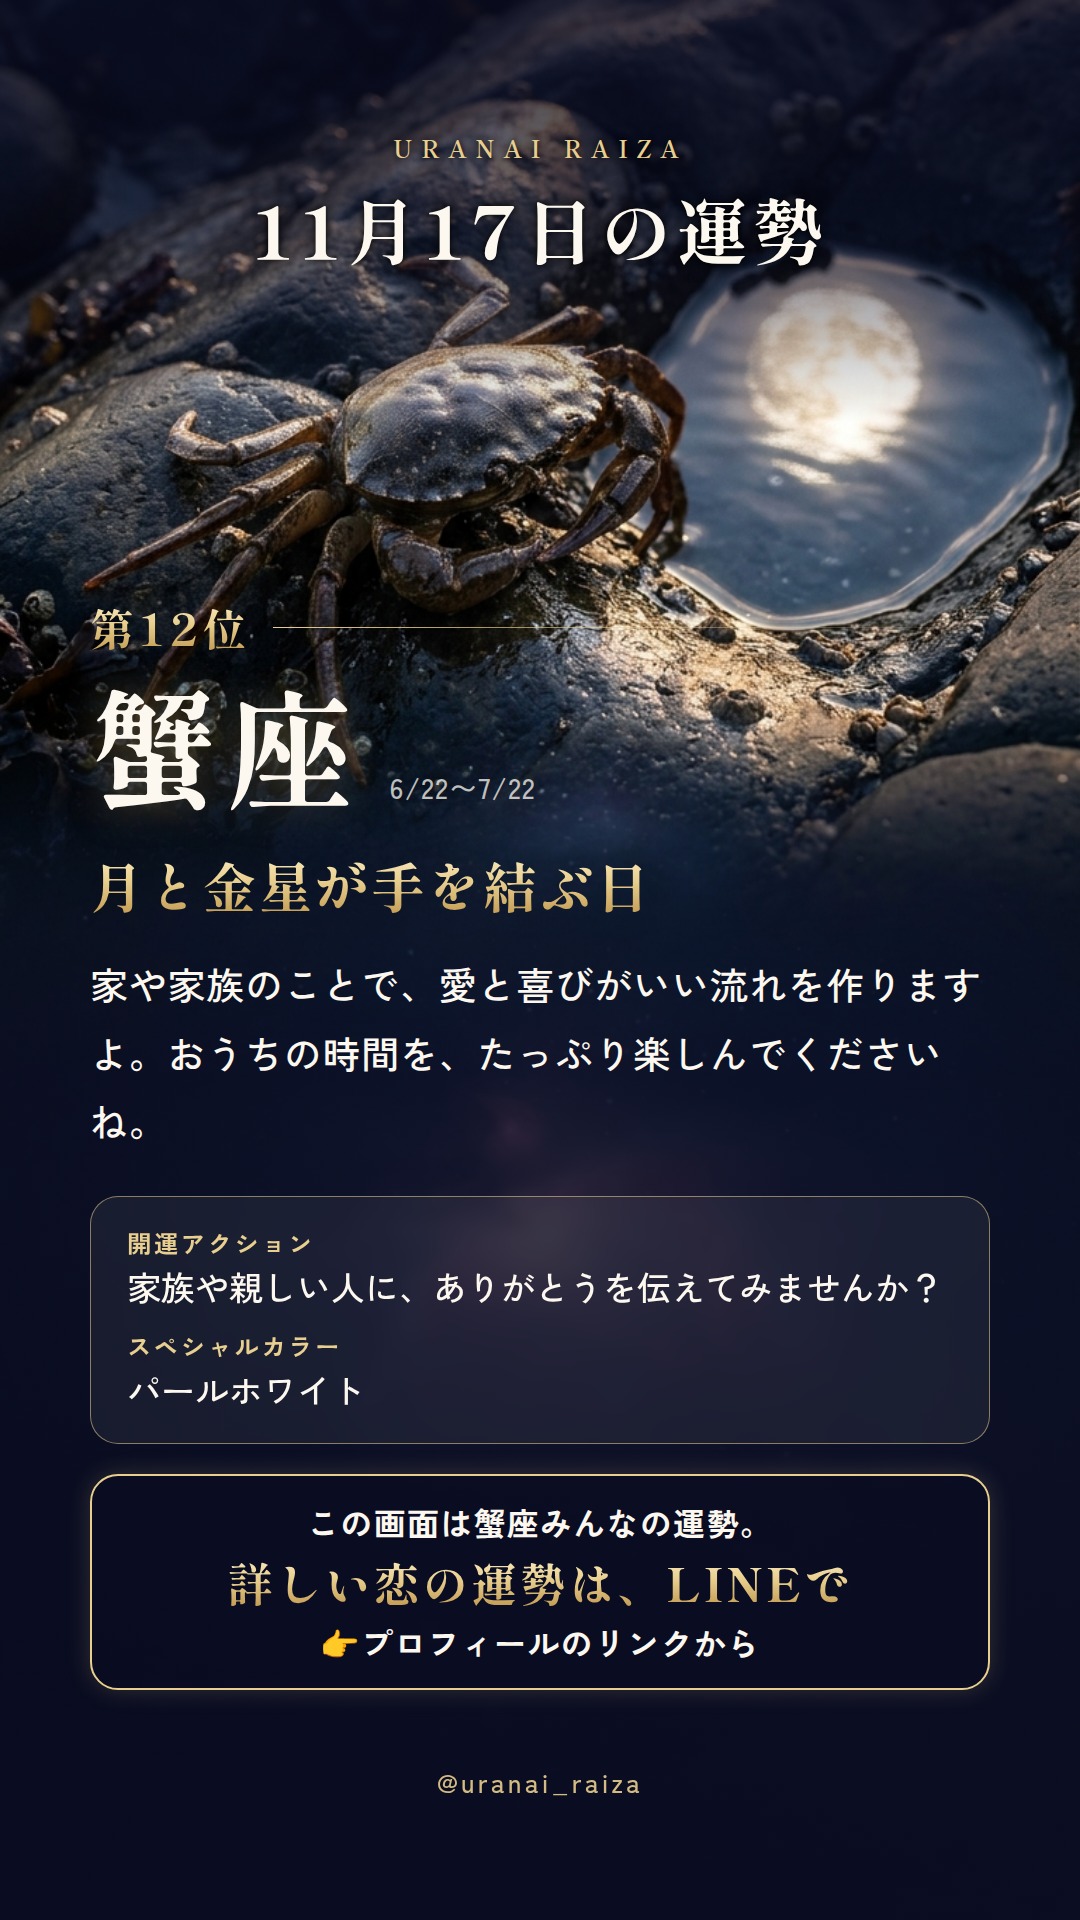 URANAI RAIZA
11月17日の運勢
第12位
蟹座 6/22〜7/22
月と金星が手を結ぶ日
家や家族のことで、愛と喜びがいい流れを作ります
よ。おうちの時間を、たっぷり楽しんでください
ね。
開運アクション
家族や親しい人に、ありがとうを伝えてみませんか？
スペシャルカラー
パールホワイト
この画面は蟹座みんなの運勢。
詳しい恋の運勢は、LINEで
👉プロフィールのリンクから
@uranai_raiza